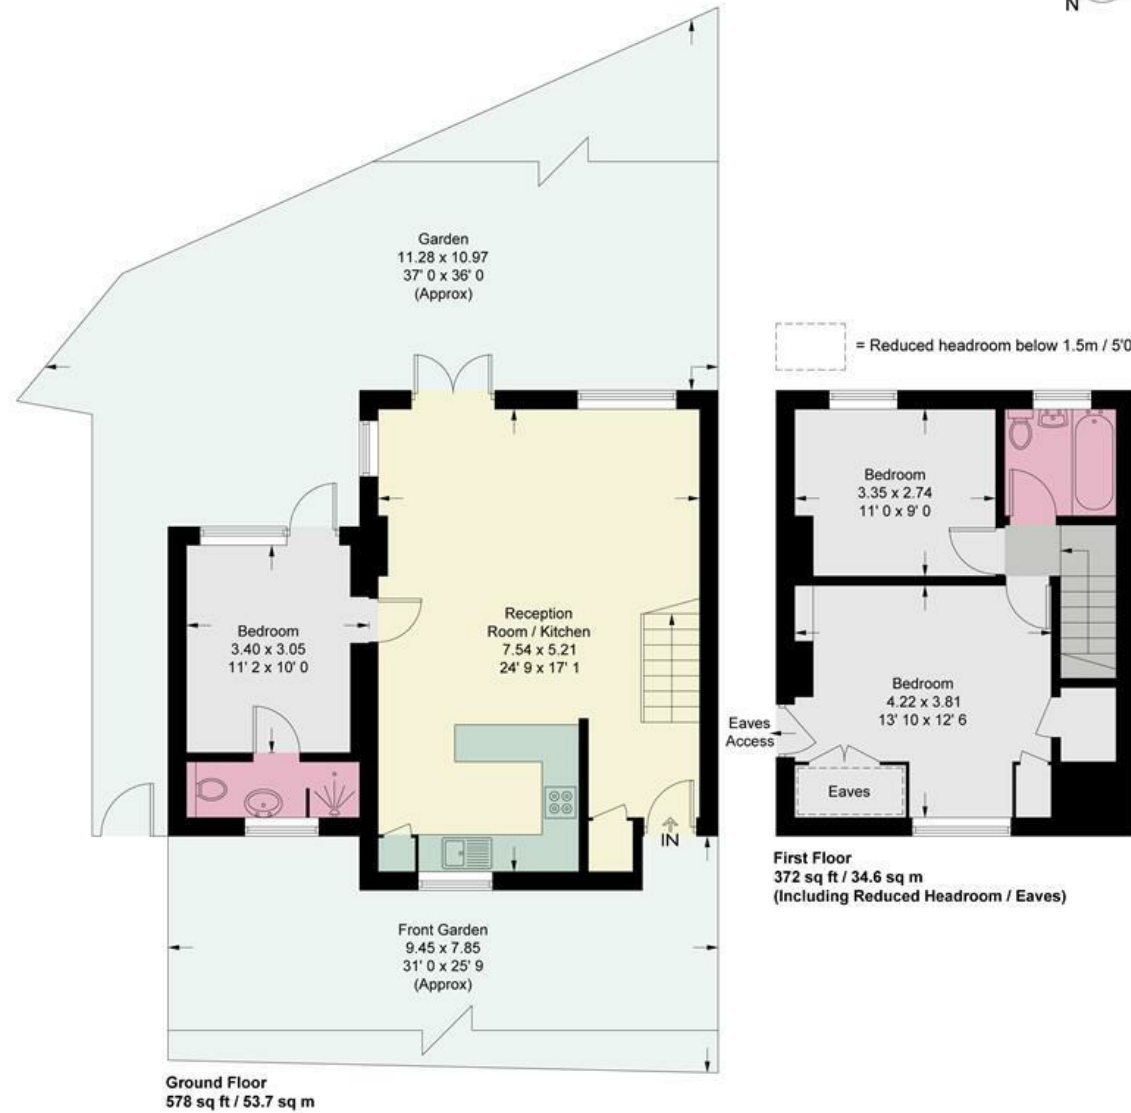 N
Garden
11.28 x 10.97
37' 0 x 36' 0
(Approx)
= Reduced headroom below 1.5m / 5'0
Bedroom
3.35 x 2.74
11' 0 x 9' 0
Reception
Room / Kitchen
7.54 x 5.21
24' 9 x 17' 1
Bedroom
3.40 x 3.05
11' 2 x 10' 0
Bedroom
4.22 x 3.81
13' 10 x 12' 6
Eaves
Access
Eaves
IN
First Floor
372 sq ft / 34.6 sq m
(Including Reduced Headroom / Eaves)
Front Garden
9.45 x 7.85
31' 0 x 25' 9
(Approx)
Ground Floor
578 sq ft / 53.7 sq m